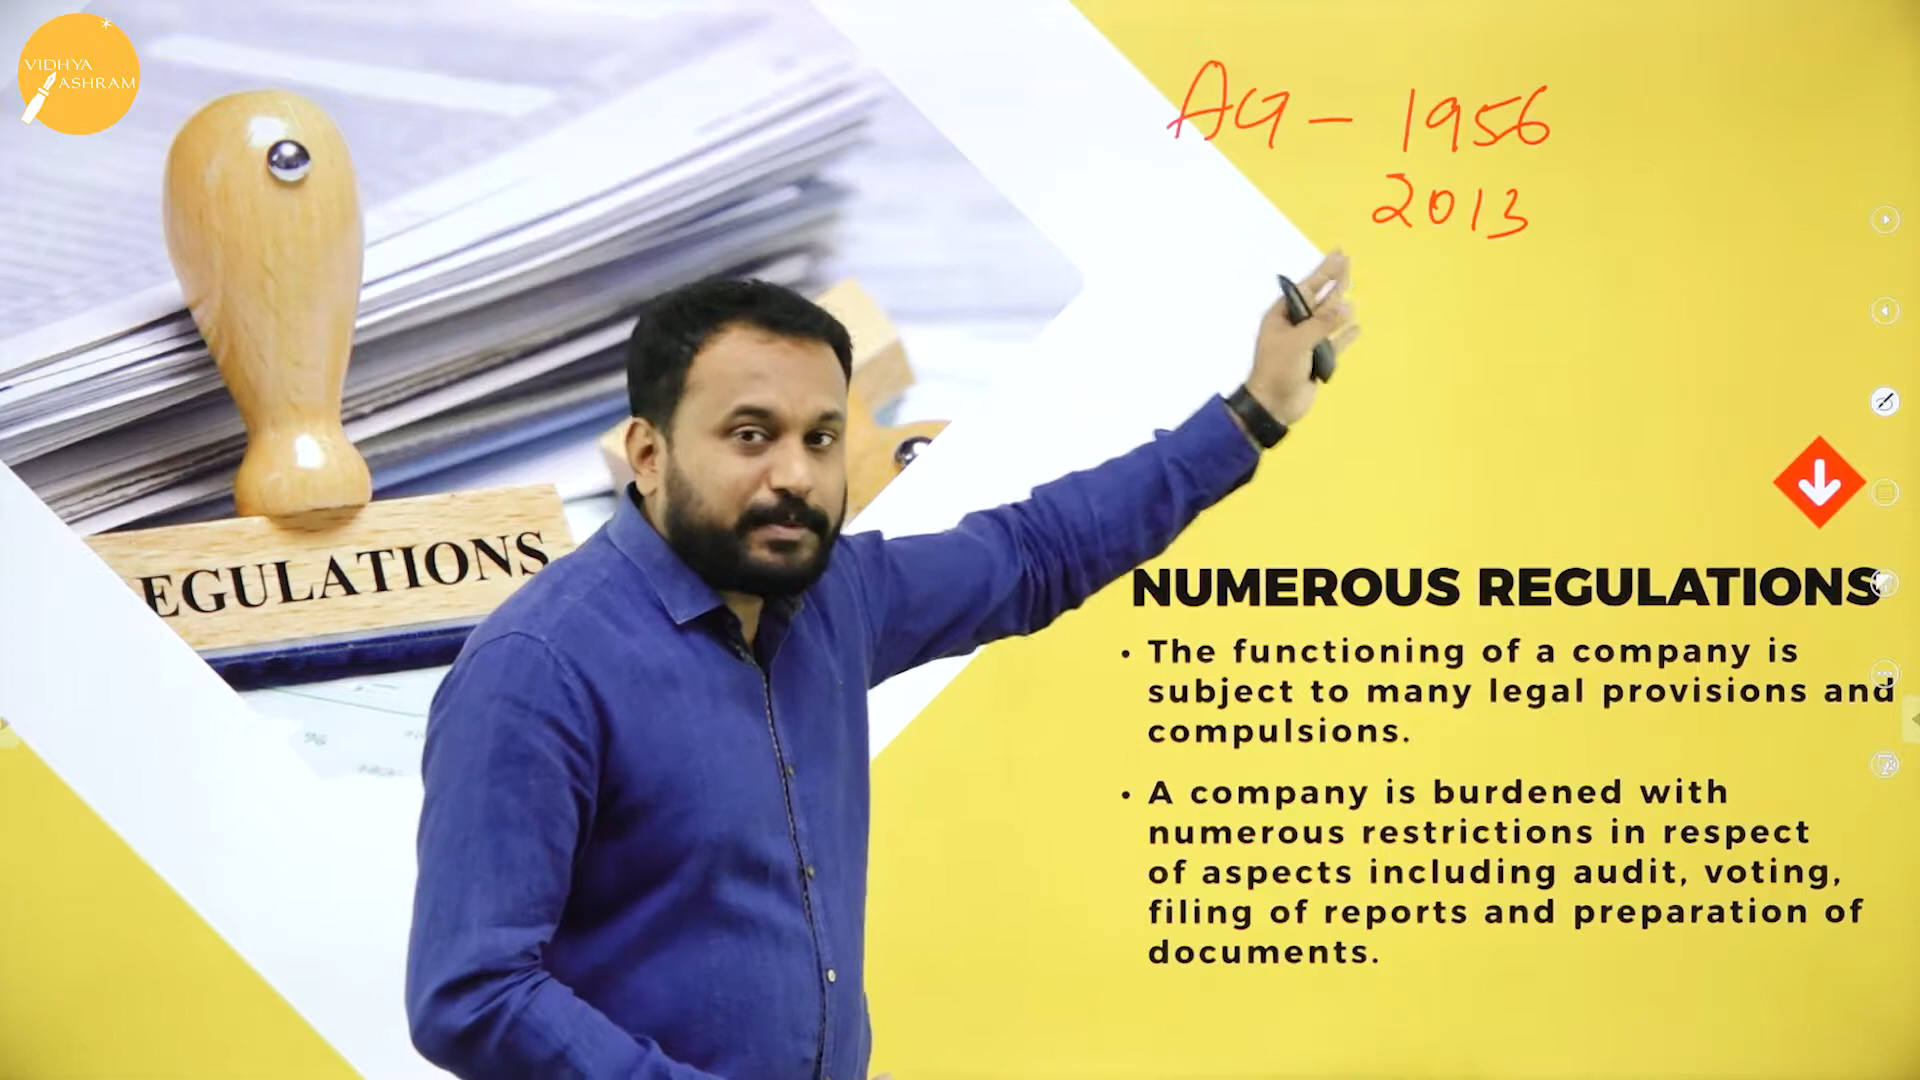 VIDHYA
ASHRAM
Act - 1956
2013
EGULATIONS
NUMEROUS REGULATIONS
• The functioning of a company is
subject to many legal provisions and
compulsions.
• A company is burdened with
numerous restrictions in respect
of aspects including audit, voting,
filing of reports and preparation of
documents.